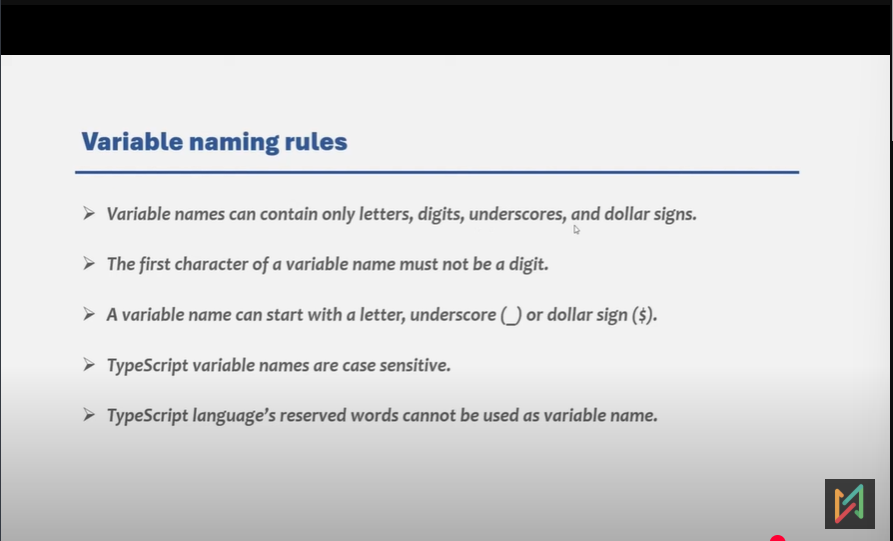 Variable naming rules
Variable names can contain only letters, digits, underscores, and dollar signs.
The first character of a variable name must not be a digit.
A variable name can start with a letter, underscore (_) or dollar sign ($).
TypeScript variable names are case sensitive.
TypeScript language's reserved words cannot be used as variable name.